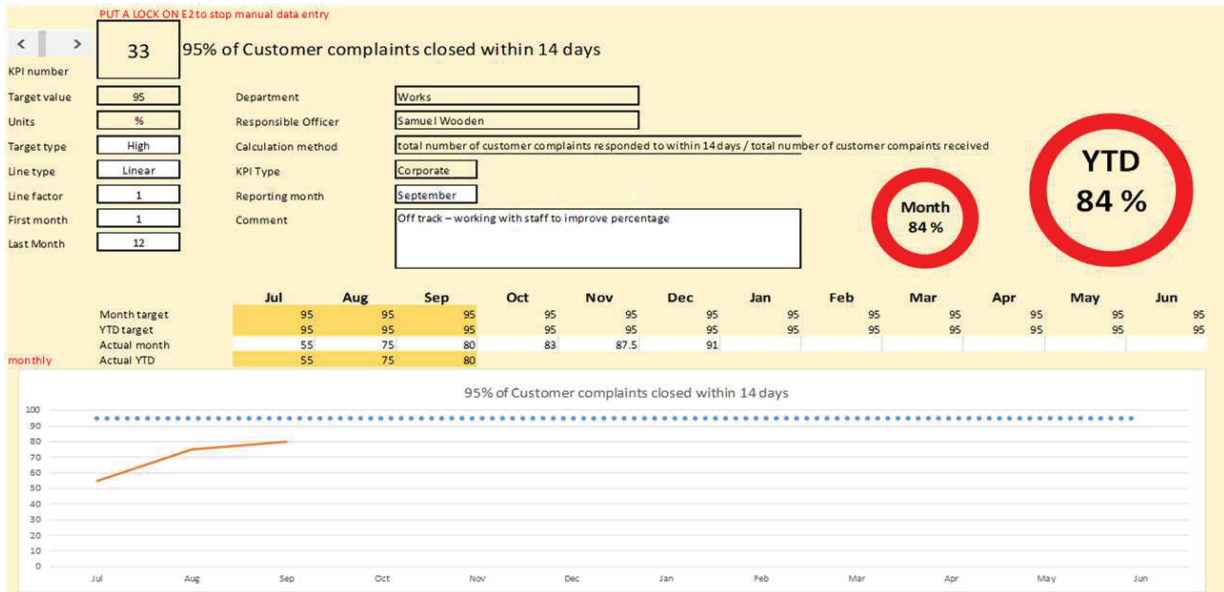 PUT A LOCK ON E2 to stop manual data entry
< >
33 95% of Customer complaints closed within 14 days
KPI number
Target value 95 Department Works
Units % Responsible Officer Samuel Wooden
Target type High Calculation method total number of customer complaints responded to within 14 days / total number of customer compaints received
Line type Linear KPI Type Corporate
Line factor 1 Reporting month September
First month 1 Comment Off track – working with staff to improve percentage
Last Month 12
Month
84 %
YTD
84 %
Jul Aug Sep Oct Nov Dec Jan Feb Mar Apr May Jun
Month target 95 95 95 95 95 95 95 95 95 95 95 95
YTD target 95 95 95 95 95 95 95 95 95 95 95 95
Actual month 55 75 80 83 87.5 91
monthly Actual YTD 55 75 80
95% of Customer complaints closed within 14 days
100
90
80
70
60
50
40
30
20
10
0
Jul Aug Sep Oct Nov Dec Jan Feb Mar Apr May Jun